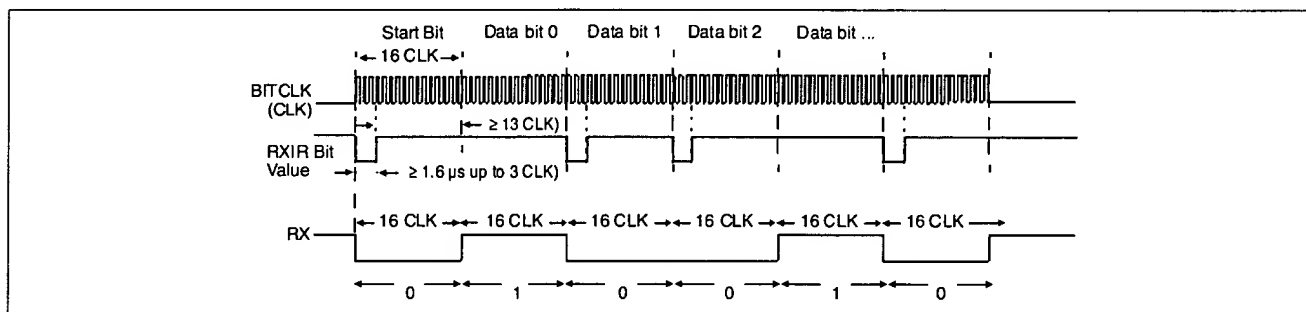 Start Bit Data bit 0 Data bit 1 Data bit 2 Data bit ...
16 CLK
BITCLK
(CLK)
≥ 13 CLK)
RXIR Bit
Value
≥ 1.6 µs up to 3 CLK)
16 CLK 16 CLK 16 CLK 16 CLK 16 CLK 16 CLK
RX
0 1 0 0 1 0